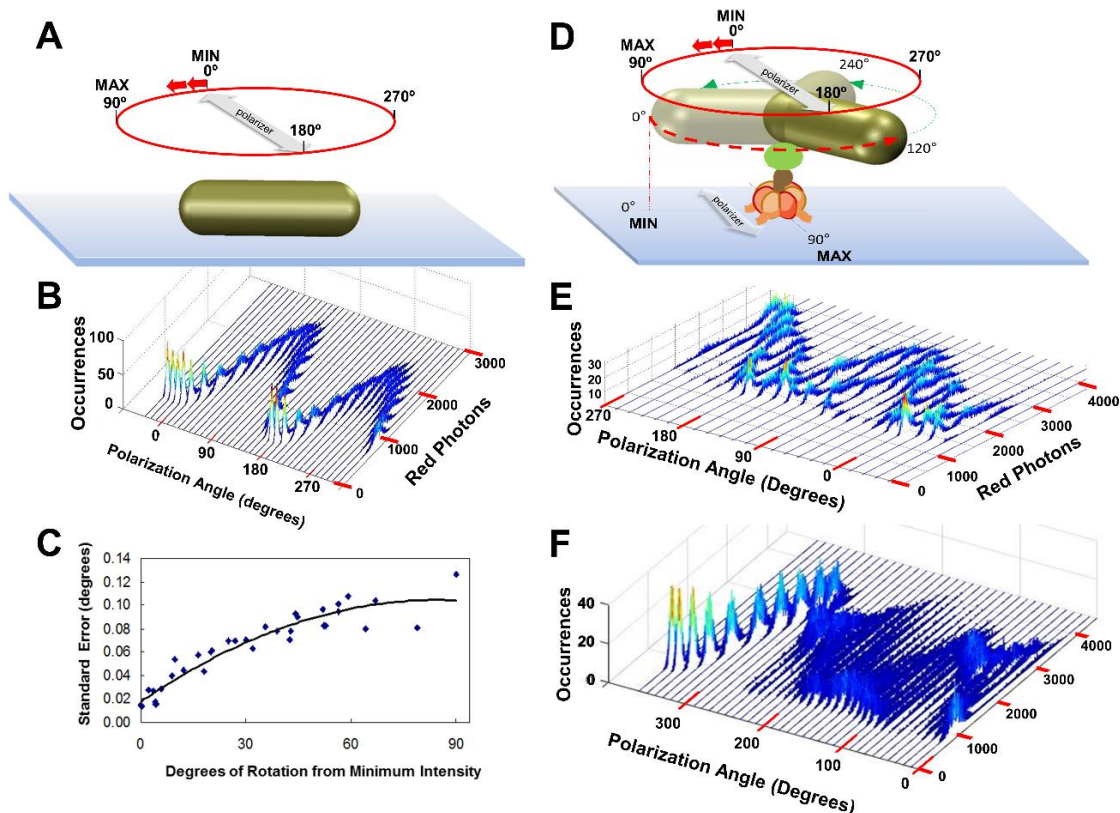 A
MIN
0º
MAX
90º
270º
polarizer
180º
B
Occurrences
100
50
0
0
90
180
270
Polarization Angle (degrees)
0
1000
2000
3000
Red Photons
C
Standard Error (degrees)
0.14
0.12
0.10
0.08
0.06
0.04
0.02
0.00
0
30
60
90
Degrees of Rotation from Minimum Intensity
D
MIN
0º
MAX
90º
240°
270º
polarizer
180º
0°
120°
0°
MIN
polarizer
90°
MAX
E
Occurrences
30
20
10
270
180
90
0
Polarization Angle (Degrees)
0
1000
2000
3000
4000
Red Photons
F
Occurrences
40
20
0
300
200
100
0
Polarization Angle (Degrees)
0
1000
2000
3000
4000